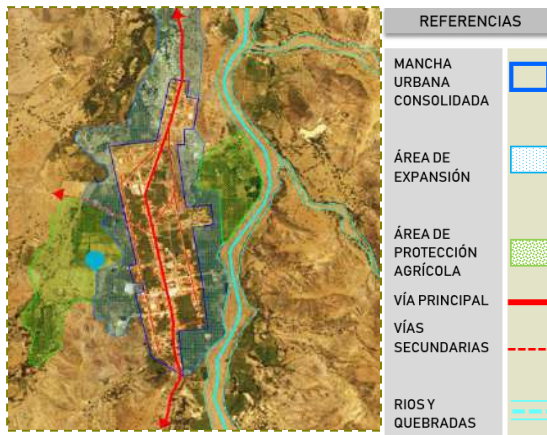 REFERENCIAS
MANCHA
URBANA
CONSOLIDADA
ÁREA DE
EXPANSIÓN
ÁREA DE
PROTECCIÓN
AGRÍCOLA
VÍA PRINCIPAL
VÍAS
SECUNDARIAS
RIOS Y
QUEBRADAS